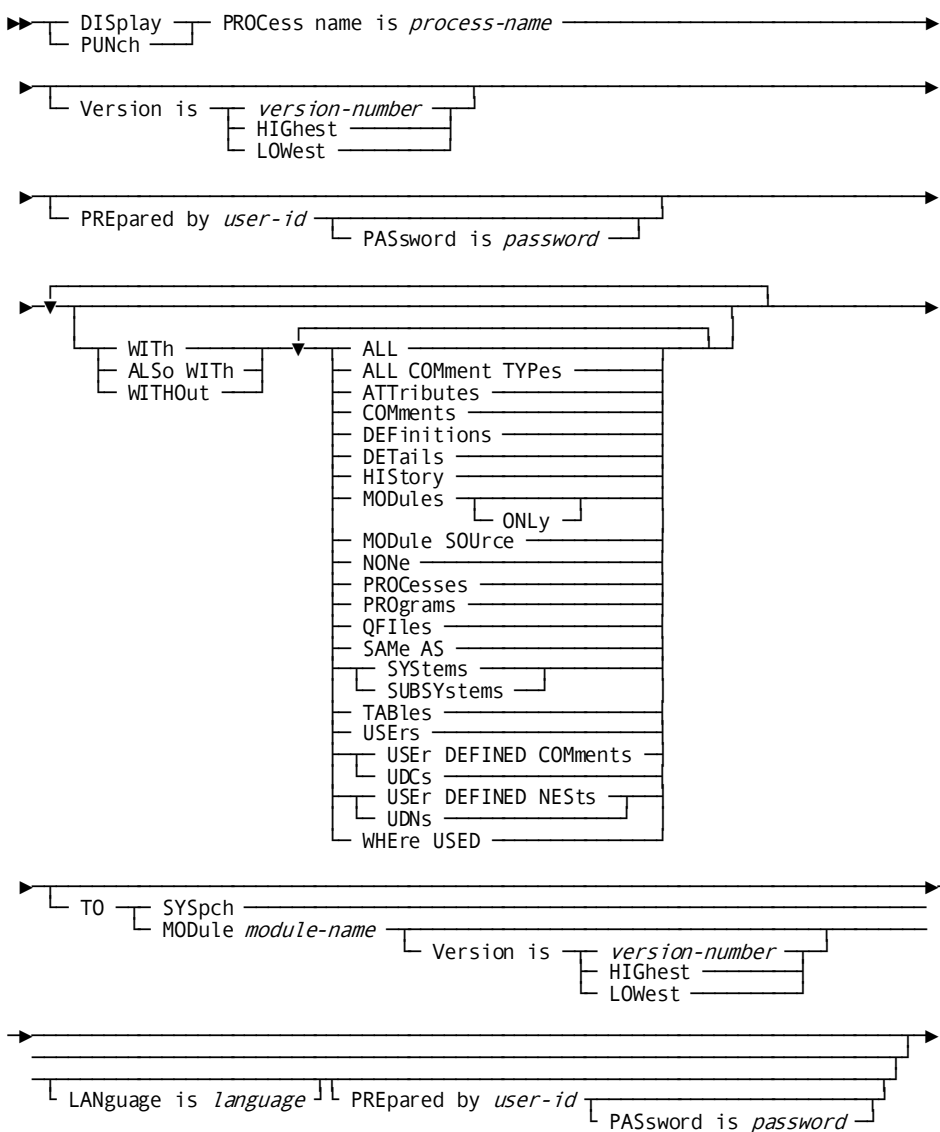 DISplay PROCess name is process-name
PUNch
Version is version-number
HIGhest
LOWest
PREpared by user-id
PASsword is password
WITh
ALSo WITh
WITHOut
ALL
ALL COMment TYPes
ATTributes
COMments
DEFinitions
DETails
HIStory
MODules
ONLy
MODule SOUrce
NONe
PROCesses
PROgrams
QFIles
SAMe AS
SYStems
SUBSYstems
TABles
USErs
USEr DEFINED COMments
UDCs
USEr DEFINED NESts
UDNs
WHEre USED
TO SYSpch
MODule module-name
Version is version-number
HIGhest
LOWest
LANguage is language PREpared by user-id
PASsword is password